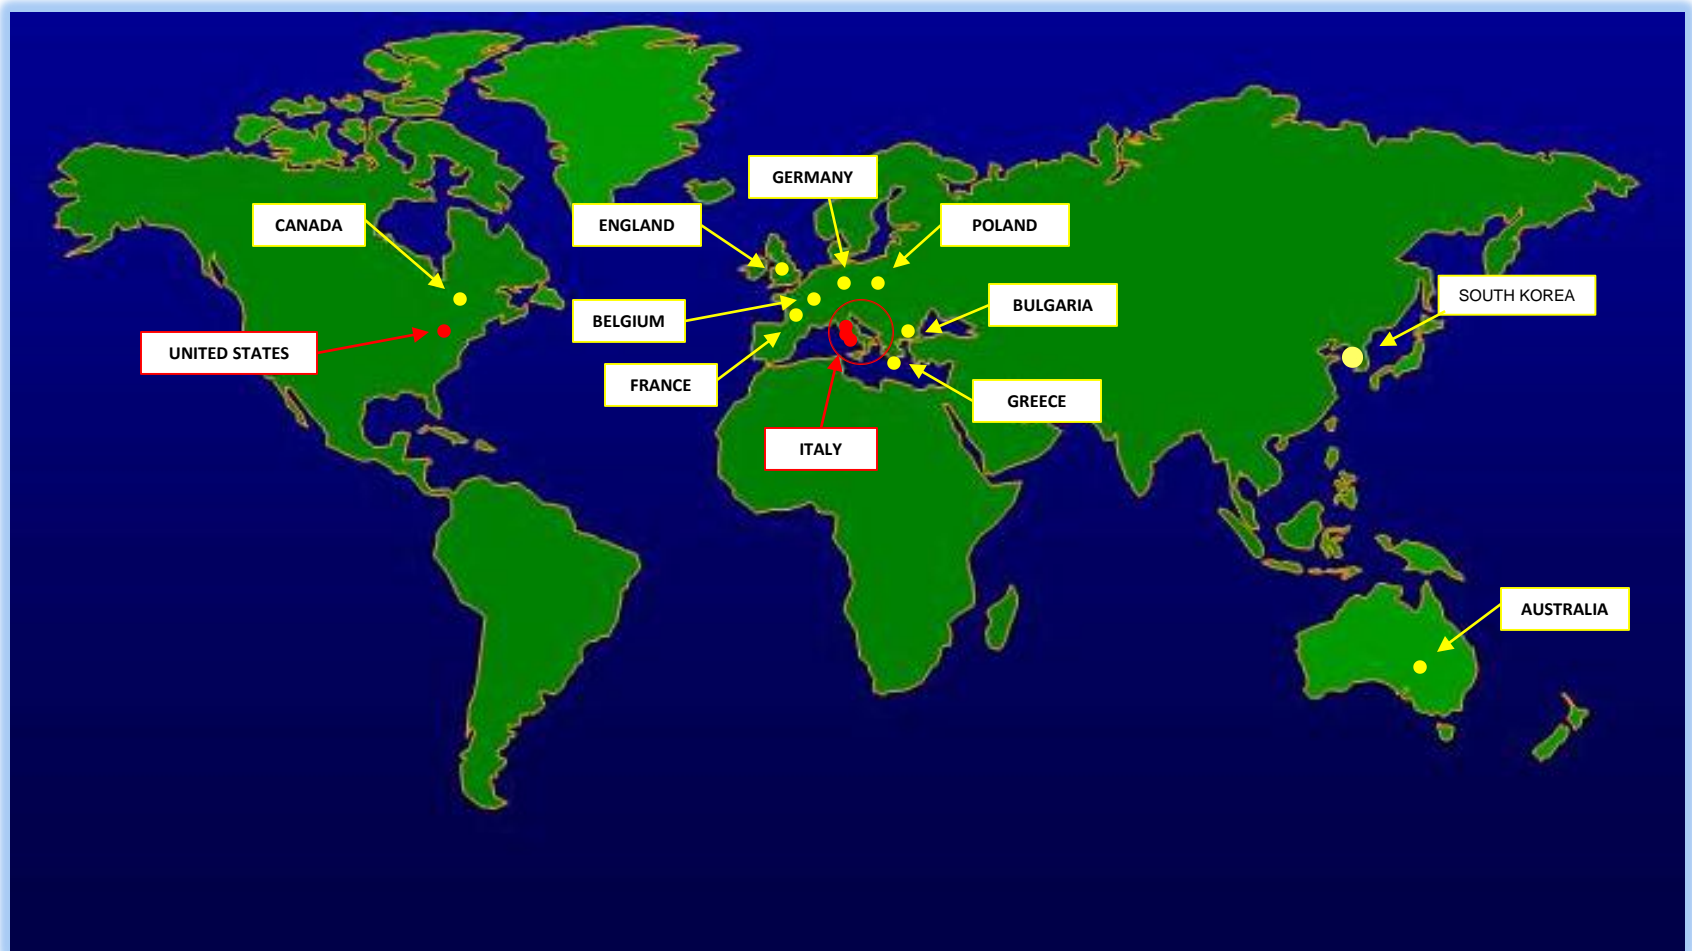 GERMANY
CANADA
ENGLAND
POLAND
SOUTH KOREA
BULGARIA
BELGIUM
UNITED STATES
FRANCE
GREECE
ITALY
AUSTRALIA